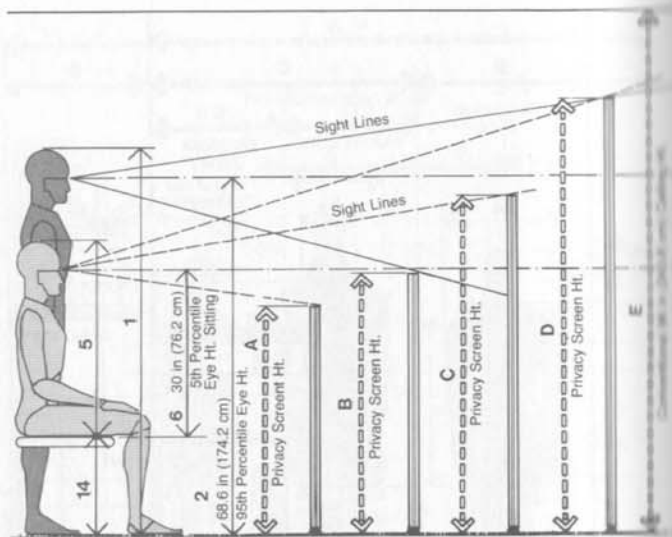 Sight Lines
Sight Lines
5
1
30 in (76.2 cm)
5th Percentile
Eye Ht. Sitting
6
14
2
68.6 in (174.2 cm)
95th Percentile Eye Ht.
A
Privacy Screent Ht.
B
Privacy Screen Ht.
C
Privacy Screen Ht.
D
Privacy Screen Ht.
E